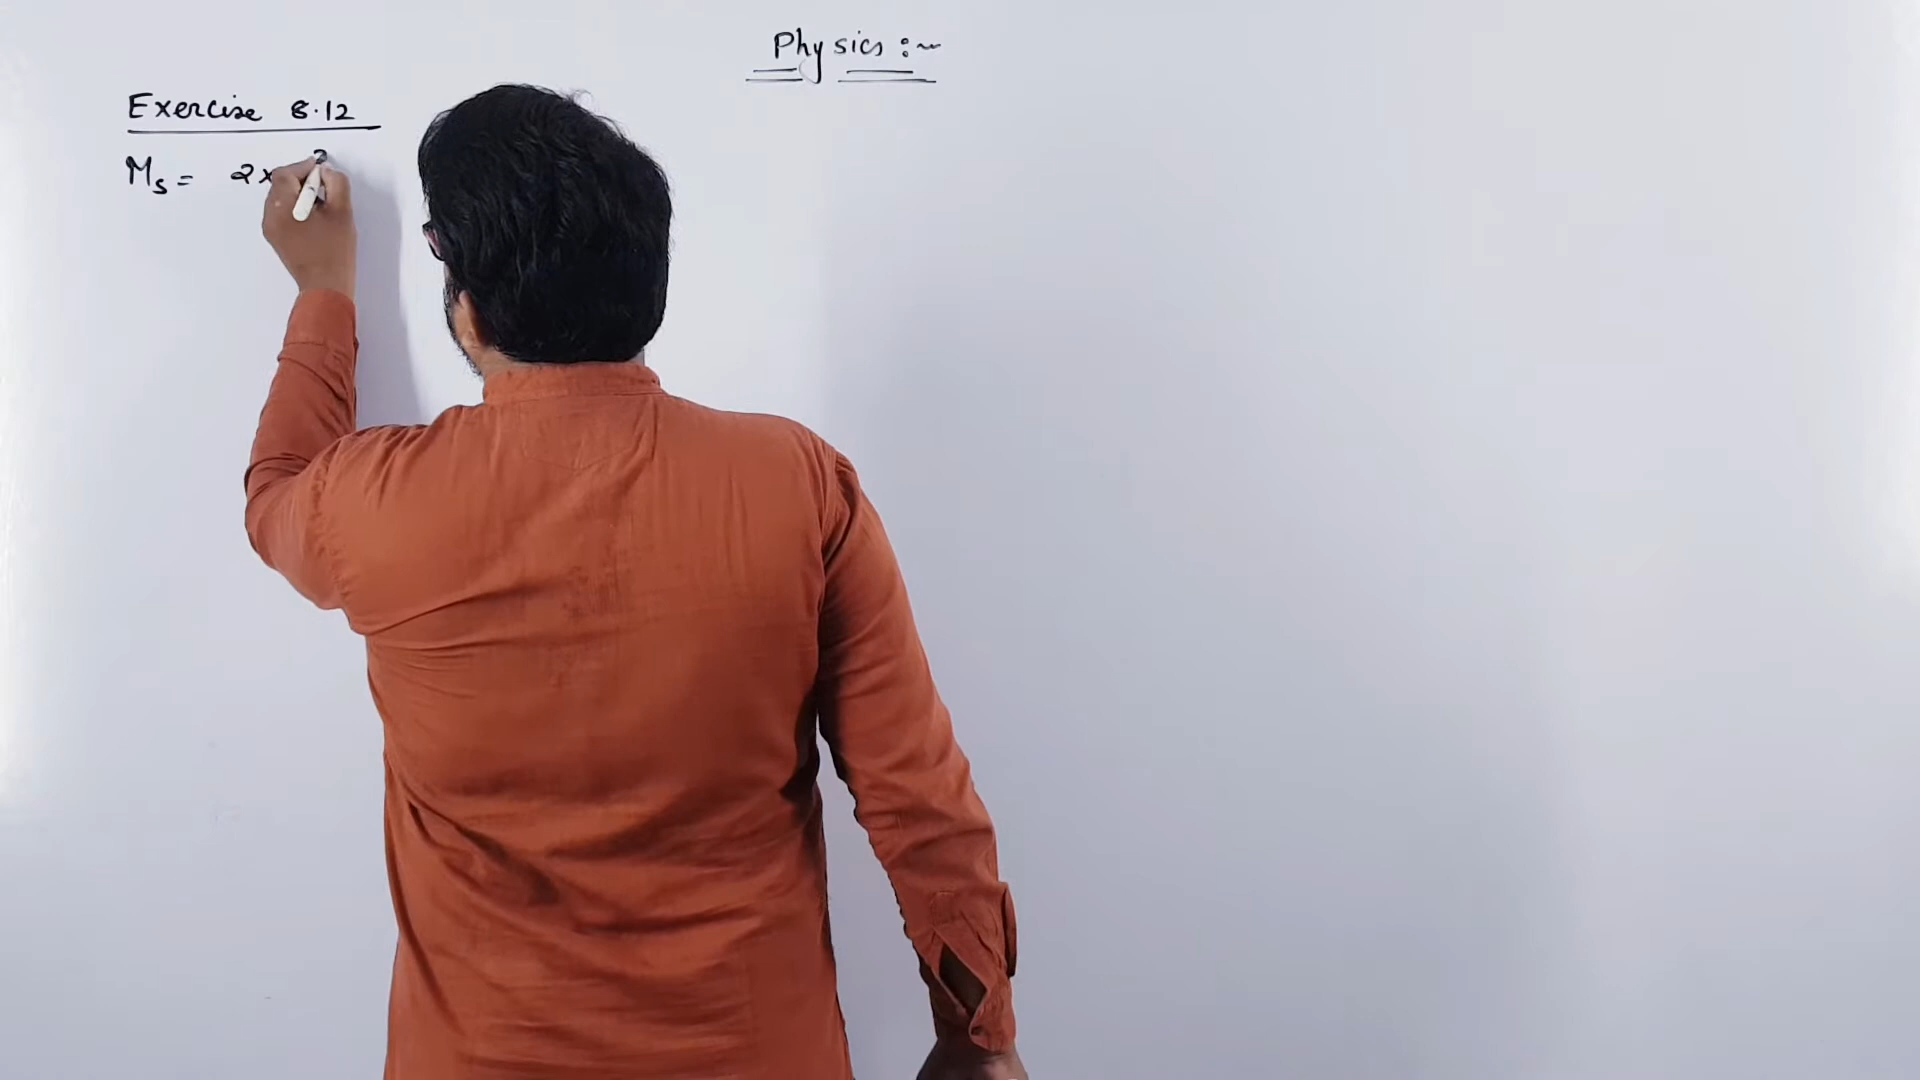 Physics :~
Exercise 8.12
Ms = 2x